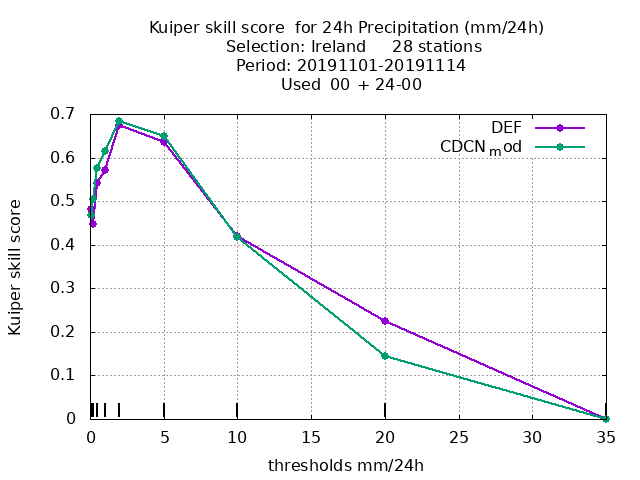 Kuiper skill score for 24h Precipitation (mm/24h)
Selection: Ireland 28 stations
Period: 20191101-20191114
Used 00 + 24-00
DEF
CDCNmod
Kuiper skill score
0.7
0.6
0.5
0.4
0.3
0.2
0.1
0
0 5 10 15 20 25 30 35
thresholds mm/24h